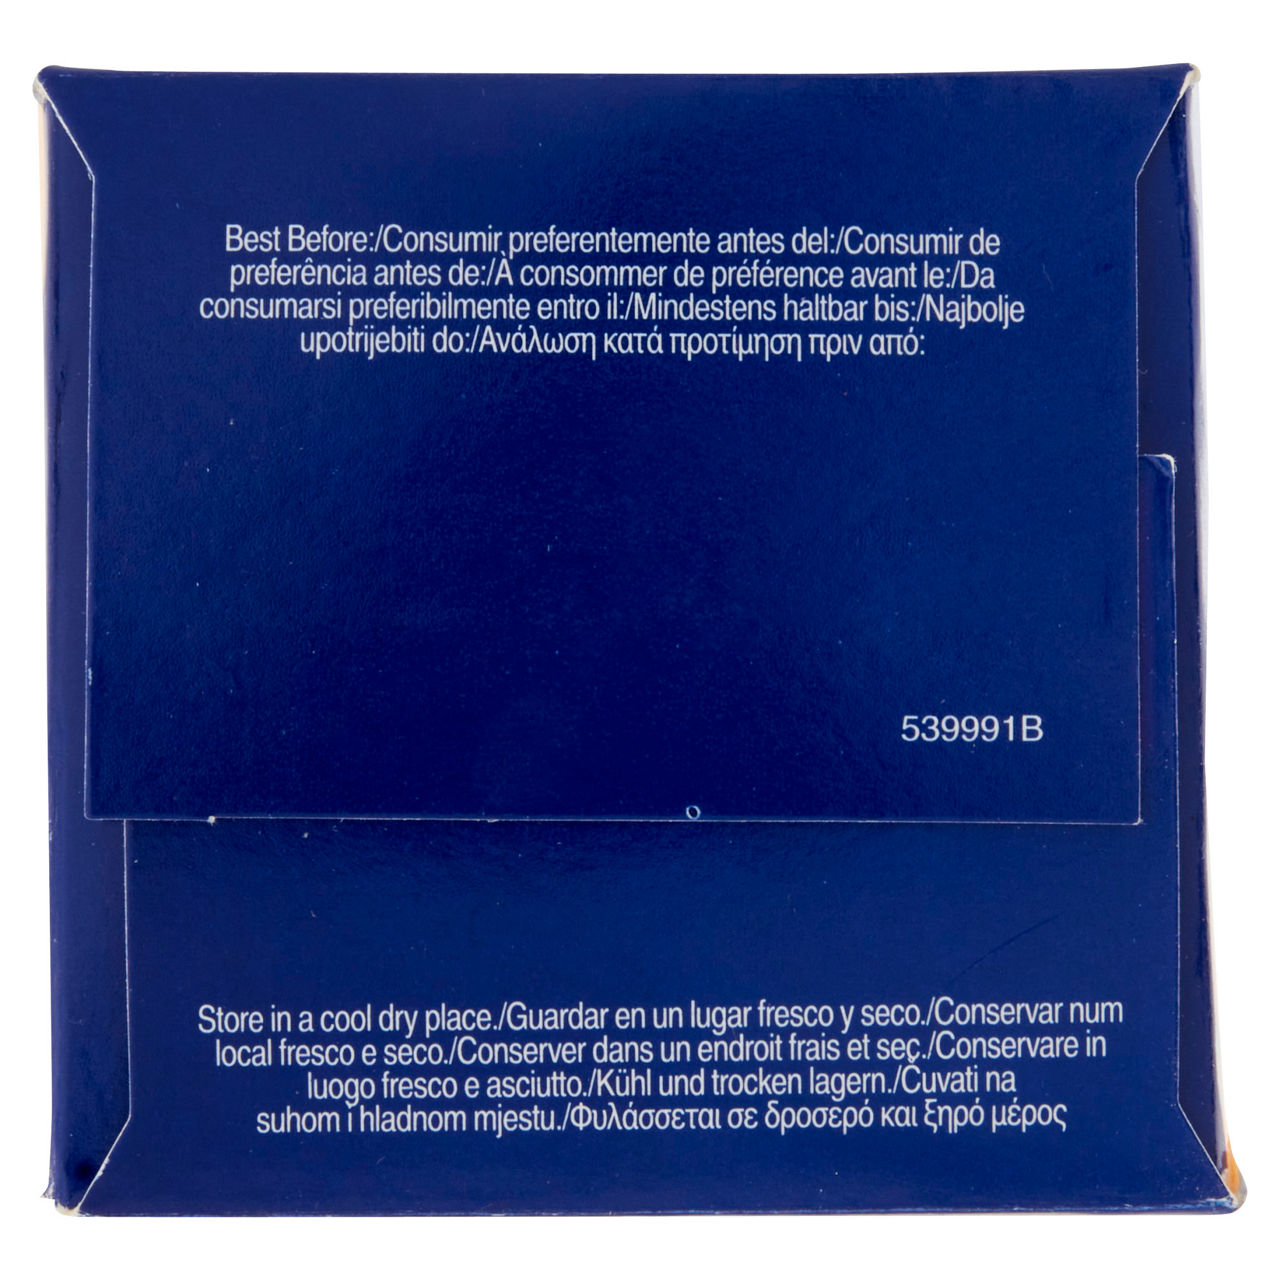 Best Before:/Consumir preferentemente antes del:/Consumir de
preferência antes de:/À consommer de préférence avant le:/Da
consumarsi preferibilmente entro il:/Mindestens haltbar bis:/Najbolje
upotrijebiti do:/Ανάλωση κατά προτίμηση πριν από:
539991B
Store in a cool dry place./Guardar en un lugar fresco y seco./Conservar num
local fresco e seco./Conserver dans un endroit frais et sec./Conservare in
luogo fresco e asciutto./Kühl und trocken lagern./Čuvati na
suhom i hladnom mjestu./Φυλάσσεται σε δροσερό και ξηρό μέρος